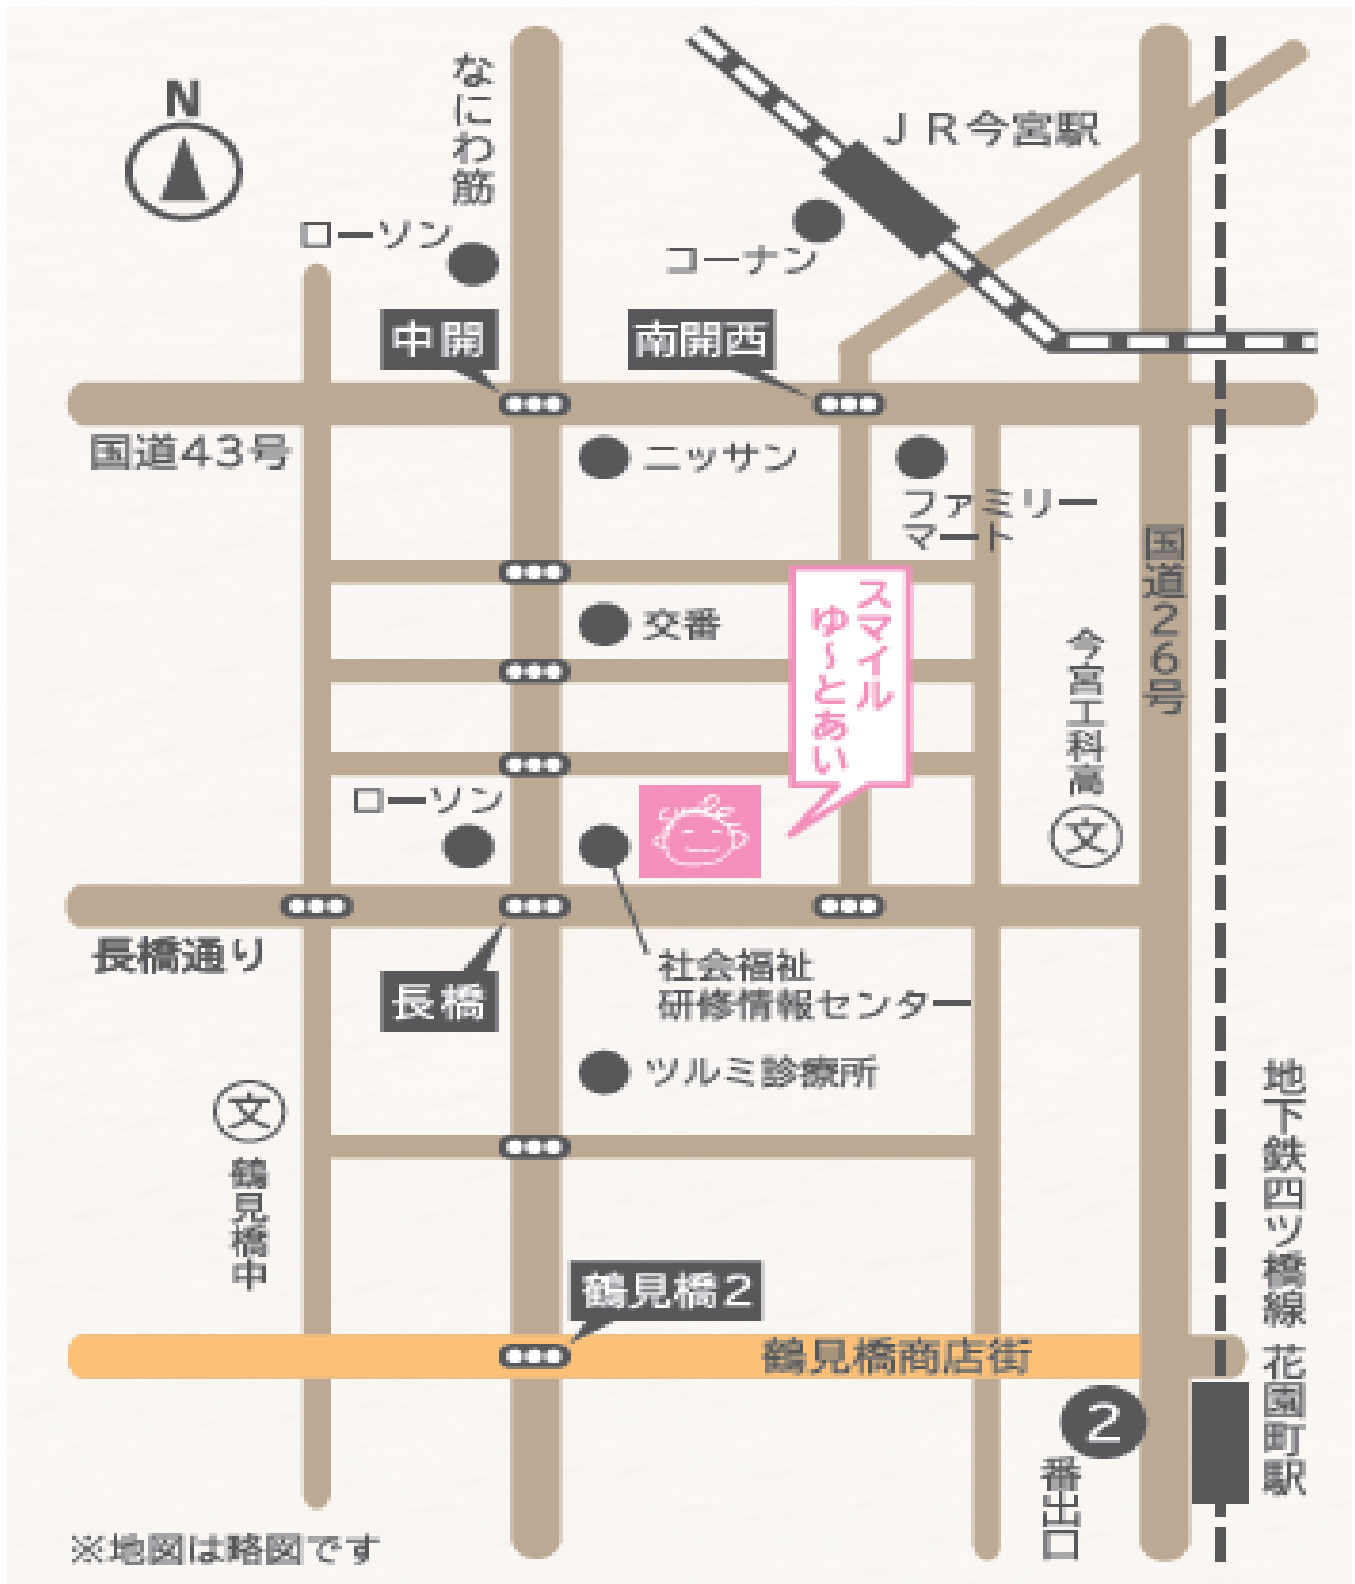 N
なにわ筋
ＪＲ今宮駅
ローソン
コーナン
中開
南開西
国道43号
ニッサン
ファミリー
マート
国道26号
交番
スマイル
ゆ〜とあい
今宮工科高
文
ローソン
長橋通り
長橋
社会福祉
研修情報センター
ツルミ診療所
文
鶴見橋中
地下鉄四ツ橋線 花園町駅
鶴見橋2
鶴見橋商店街
2
番出口
※地図は略図です